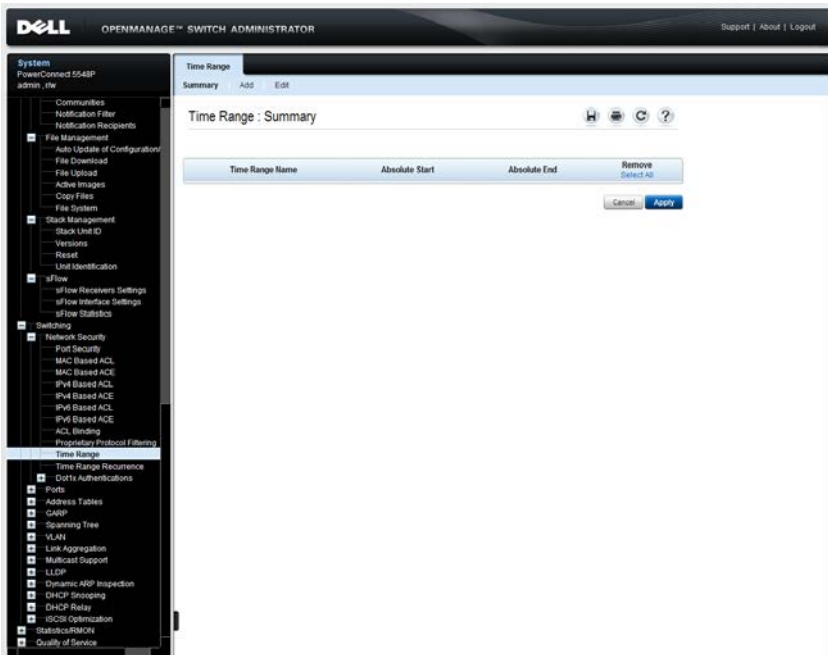 DELL OPENMANAGE™ SWITCH ADMINISTRATOR
Support | About | Logout
System
PowerConnect 5548P
admin , r/w
Communities
Notification Filter
Notification Recipients
File Management
Auto Update of Configuration/
File Download
File Upload
Active Images
Copy Files
File System
Stack Management
Stack Unit ID
Versions
Reset
Unit Identification
sFlow
sFlow Receivers Settings
sFlow Interface Settings
sFlow Statistics
Switching
Network Security
Port Security
MAC Based ACL
MAC Based ACE
IPv4 Based ACL
IPv4 Based ACE
IPv6 Based ACL
IPv6 Based ACE
ACL Binding
Proprietary Protocol Filtering
Time Range
Time Range Recurrence
Dot1x Authentications
Ports
Address Tables
GARP
Spanning Tree
VLAN
Link Aggregation
Multicast Support
LLDP
Dynamic ARP Inspection
DHCP Snooping
DHCP Relay
iSCSI Optimization
Statistics/RMON
Quality of Service
Time Range
Summary Add Edit
Time Range : Summary
Time Range Name Absolute Start Absolute End Remove
Select All
Cancel Apply